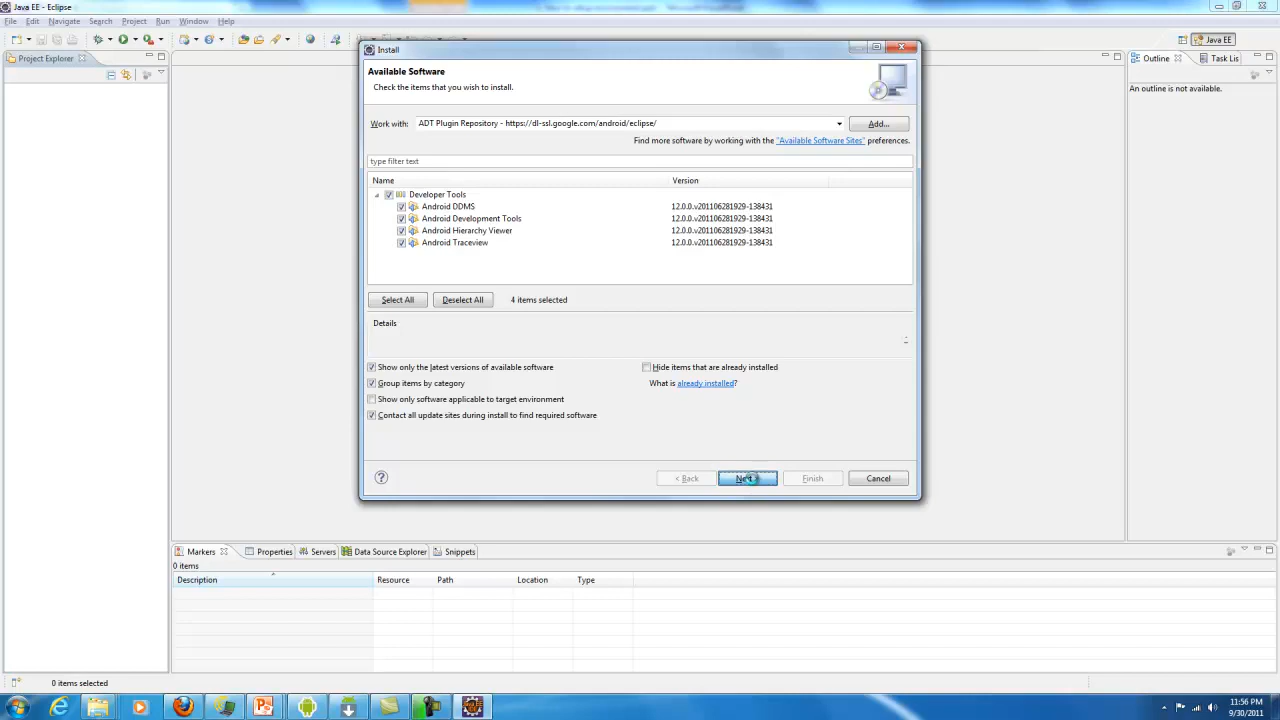 Java EE - Eclipse
File Edit Navigate Search Project Run Window Help
Java EE
Project Explorer
Install
Available Software
Check the items that you wish to install.
Work with: ADT Plugin Repository - https://dl-ssl.google.com/android/eclipse/ Add...
Find more software by working with the "Available Software Sites" preferences.
type filter text
Name Version
Developer Tools
Android DDMS 12.0.0.v201106281929-138431
Android Development Tools 12.0.0.v201106281929-138431
Android Hierarchy Viewer 12.0.0.v201106281929-138431
Android Traceview 12.0.0.v201106281929-138431
Select All Deselect All 4 items selected
Details
Show only the latest versions of available software Hide items that are already installed
Group items by category What is already installed?
Show only software applicable to target environment
Contact all update sites during install to find required software
< Back Next > Finish Cancel
Outline Task Lis
An outline is not available.
Markers Properties Servers Data Source Explorer Snippets
0 items
Description Resource Path Location Type
0 items selected
11:56 PM
9/30/2011